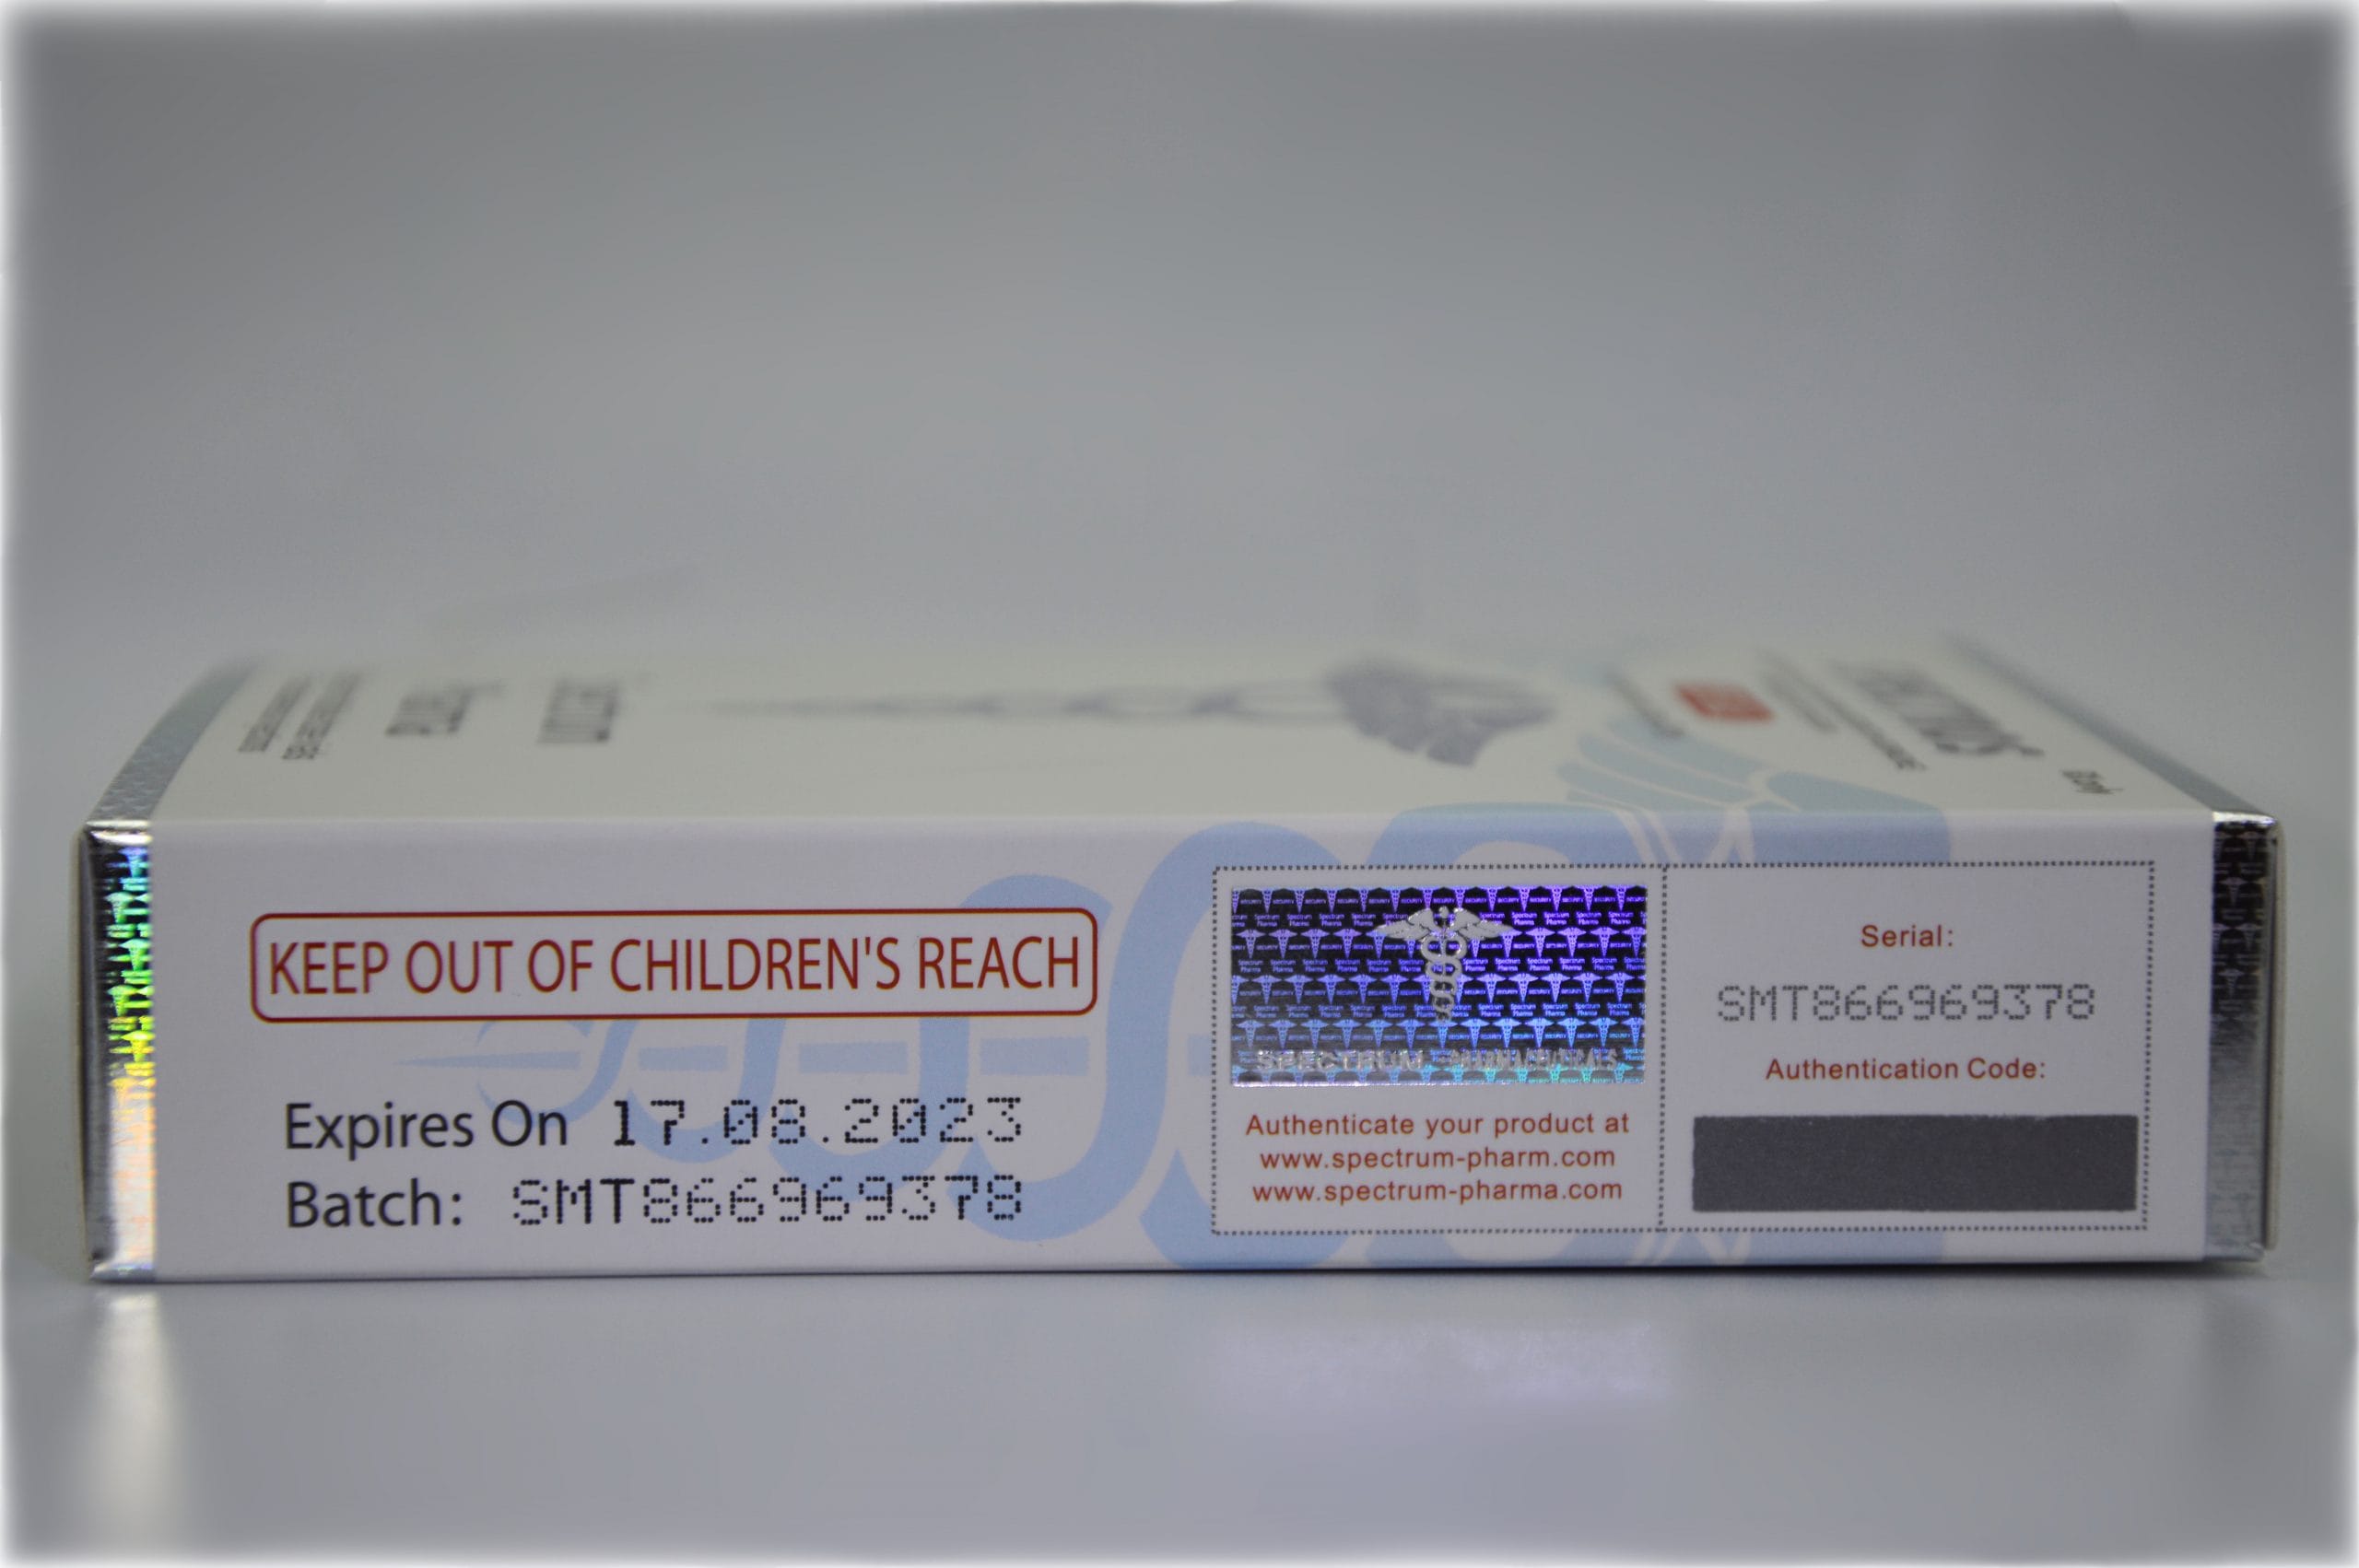 KEEP OUT OF CHILDREN'S REACH
Expires On 17.08.2023
Batch: SMT866969378
SPECTRUM
Authenticate your product at
www.spectrum-pharm.com
www.spectrum-pharma.com
Serial:
SMT866969378
Authentication Code: